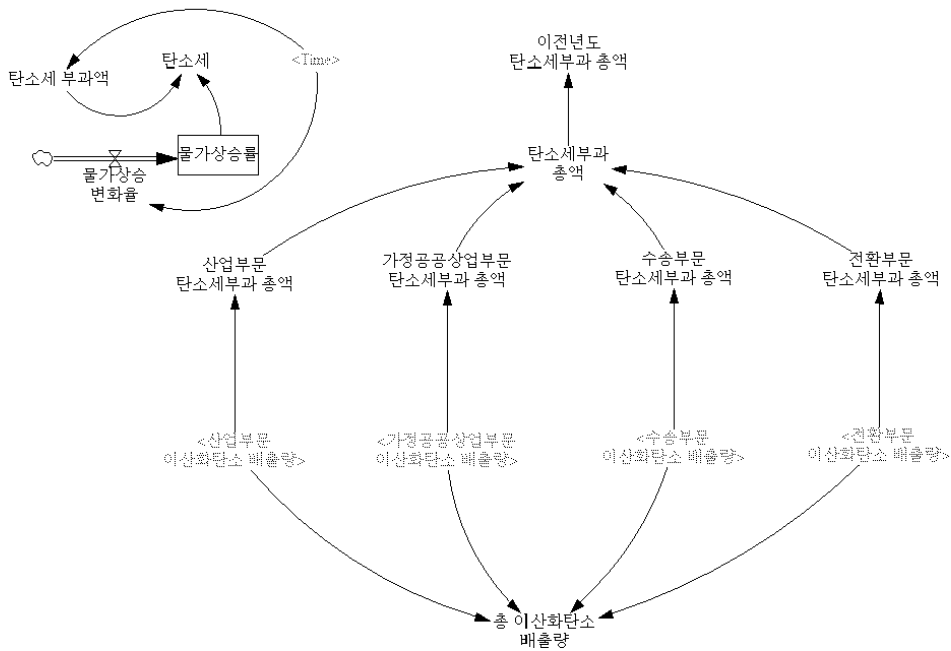 탄소세 부과액
탄소세
<Time>
물가상승률
물가상승
변화율
이전년도
탄소세부과 총액
탄소세부과
총액
산업부문
탄소세부과 총액
가정공공상업부문
탄소세부과 총액
수송부문
탄소세부과 총액
전환부문
탄소세부과 총액
<산업부문
이산화탄소 배출량>
<가정공공상업부문
이산화탄소 배출량>
<수송부문
이산화탄소 배출량>
<전환부문
이산화탄소 배출량>
총 이산화탄소
배출량